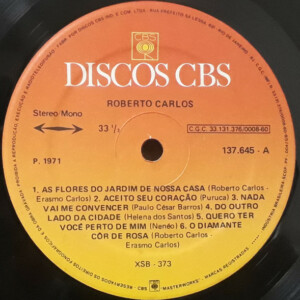 CBS
DISCOS CBS
ROBERTO CARLOS
Stereo/Mono
33 1/3
C.G.C. 33.131.376/0008-60
137.645 - A
P. 1971
1. AS FLORES DO JARDIM DE NOSSA CASA (Roberto Carlos -
Erasmo Carlos) 2. ACEITO SEU CORAÇÃO (Puruca) 3. NADA
VAI ME CONVENCER (Paulo César Barros) 4. DO OUTRO
LADO DA CIDADE (Helena dos Santos) 5. QUERO TER
VOCÊ PERTO DE MIM (Nenéo) 6. O DIAMANTE
CÔR DE ROSA (Roberto Carlos -
Erasmo Carlos)
XSB - 373
MARCAS REGISTRADAS